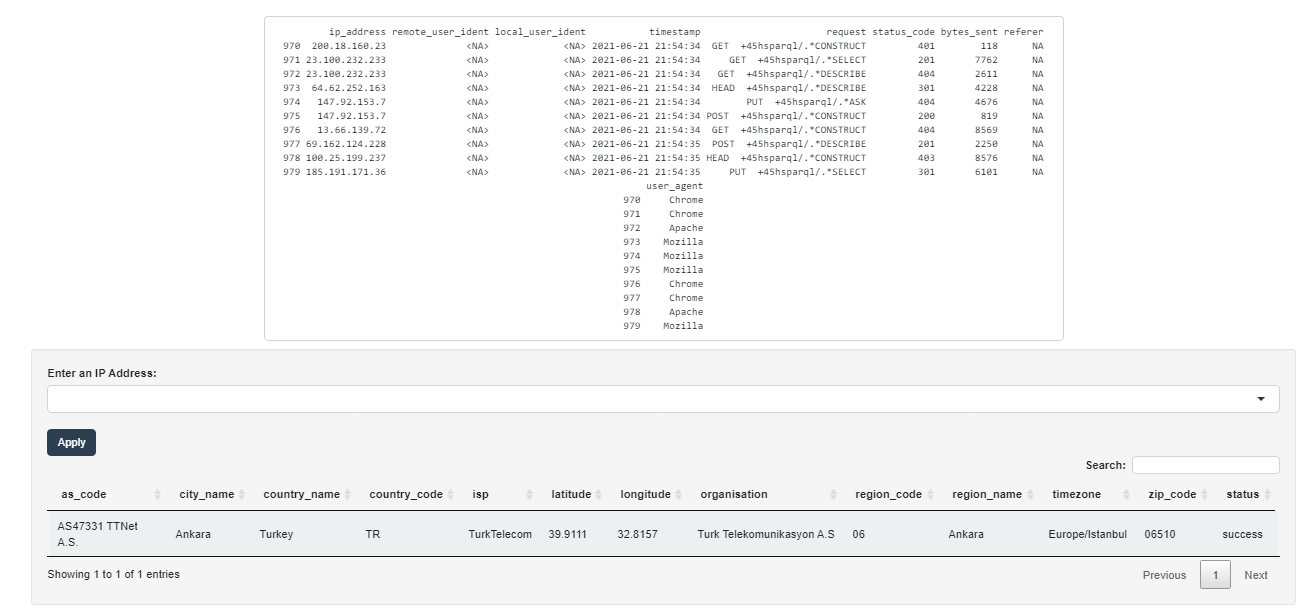 ip_address remote_user_ident local_user_ident timestamp request status_code bytes_sent referer
970 200.18.160.23 <NA> <NA> 2021-06-21 21:54:34 GET +45hsparql/.*CONSTRUCT 401 118 NA
971 23.100.232.233 <NA> <NA> 2021-06-21 21:54:34 GET +45hsparql/.*SELECT 201 7762 NA
972 23.100.232.233 <NA> <NA> 2021-06-21 21:54:34 GET +45hsparql/.*DESCRIBE 404 2611 NA
973 64.62.252.163 <NA> <NA> 2021-06-21 21:54:34 HEAD +45hsparql/.*DESCRIBE 301 4228 NA
974 147.92.153.7 <NA> <NA> 2021-06-21 21:54:34 PUT +45hsparql/.*ASK 404 4676 NA
975 147.92.153.7 <NA> <NA> 2021-06-21 21:54:34 POST +45hsparql/.*CONSTRUCT 200 819 NA
976 13.66.139.72 <NA> <NA> 2021-06-21 21:54:34 GET +45hsparql/.*CONSTRUCT 404 8569 NA
977 69.162.124.228 <NA> <NA> 2021-06-21 21:54:35 POST +45hsparql/.*DESCRIBE 201 2250 NA
978 100.25.199.237 <NA> <NA> 2021-06-21 21:54:35 HEAD +45hsparql/.*CONSTRUCT 403 8576 NA
979 185.191.171.36 <NA> <NA> 2021-06-21 21:54:35 PUT +45hsparql/.*SELECT 301 6101 NA
user_agent
970 Chrome
971 Chrome
972 Apache
973 Mozilla
974 Mozilla
975 Mozilla
976 Chrome
977 Chrome
978 Apache
979 Mozilla
Enter an IP Address:
Apply
Search:
as_code city_name country_name country_code isp latitude longitude organisation region_code region_name timezone zip_code status
AS47331 TTNet
A.S. Ankara Turkey TR TurkTelecom 39.9111 32.8157 Turk Telekomunikasyon A.S 06 Ankara Europe/Istanbul 06510 success
Showing 1 to 1 of 1 entries
Previous 1 Next